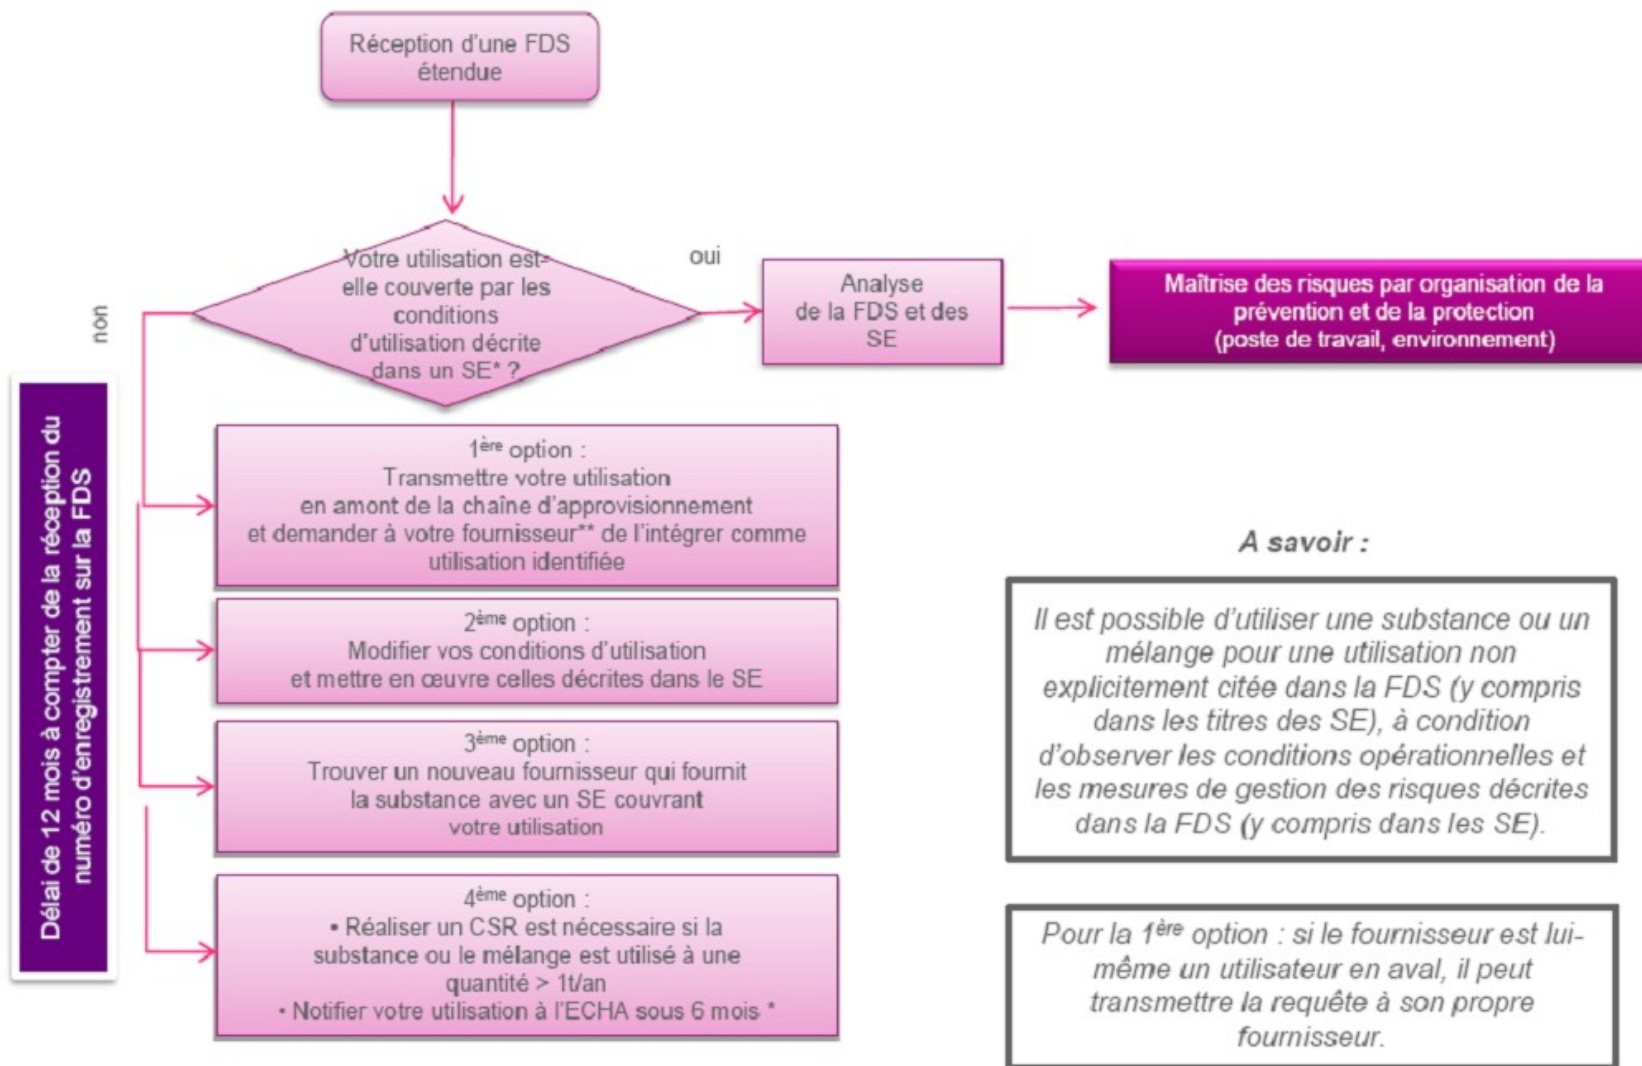 Réception d'une FDS
étendue
Votre utilisation est-
elle couverte par les
conditions
d'utilisation décrite
dans un SE* ?
oui
non
Analyse
de la FDS et des
SE
Maîtrise des risques par organisation de la
prévention et de la protection
(poste de travail, environnement)
Délai de 12 mois à compter de la réception du
numéro d'enregistrement sur la FDS
1ère option :
Transmettre votre utilisation
en amont de la chaîne d'approvisionnement
et demander à votre fournisseur** de l'intégrer comme
utilisation identifiée
2ème option :
Modifier vos conditions d'utilisation
et mettre en œuvre celles décrites dans le SE
3ème option :
Trouver un nouveau fournisseur qui fournit
la substance avec un SE couvrant
votre utilisation
4ème option :
• Réaliser un CSR est nécessaire si la
substance ou le mélange est utilisé à une
quantité > 1t/an
• Notifier votre utilisation à l'ECHA sous 6 mois *
A savoir :
Il est possible d'utiliser une substance ou un
mélange pour une utilisation non
explicitement citée dans la FDS (y compris
dans les titres des SE), à condition
d'observer les conditions opérationnelles et
les mesures de gestion des risques décrites
dans la FDS (y compris dans les SE).
Pour la 1ère option : si le fournisseur est lui-
même un utilisateur en aval, il peut
transmettre la requête à son propre
fournisseur.